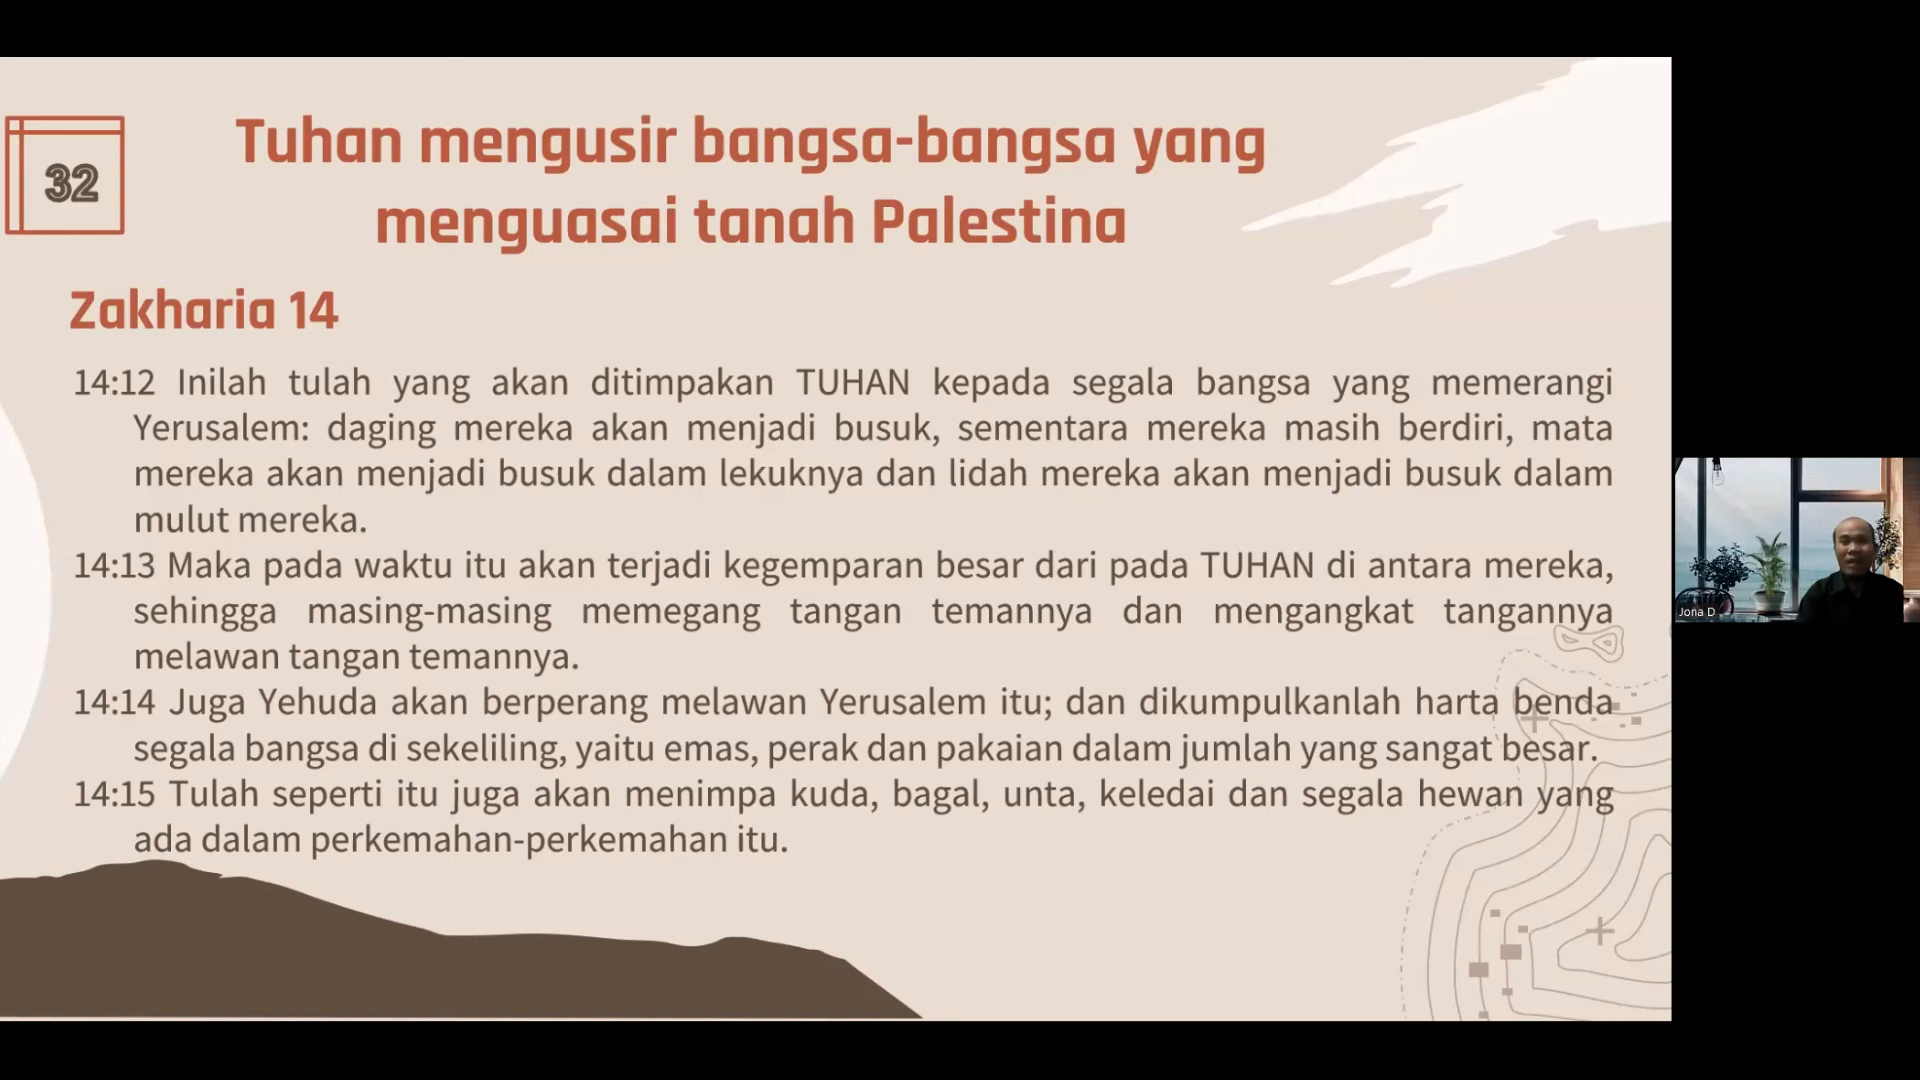 32
Tuhan mengusir bangsa-bangsa yang
menguasai tanah Palestina
Zakharia 14
14:12 Inilah tulah yang akan ditimpakan TUHAN kepada segala bangsa yang memerangi
Yerusalem: daging mereka akan menjadi busuk, sementara mereka masih berdiri, mata
mereka akan menjadi busuk dalam lekuknya dan lidah mereka akan menjadi busuk dalam
mulut mereka.
14:13 Maka pada waktu itu akan terjadi kegemparan besar dari pada TUHAN di antara mereka,
sehingga masing-masing memegang tangan temannya dan mengangkat tangannya
melawan tangan temannya.
14:14 Juga Yehuda akan berperang melawan Yerusalem itu; dan dikumpulkanlah harta benda
segala bangsa di sekeliling, yaitu emas, perak dan pakaian dalam jumlah yang sangat besar.
14:15 Tulah seperti itu juga akan menimpa kuda, bagal, unta, keledai dan segala hewan yang
ada dalam perkemahan-perkemahan itu.
Jona D